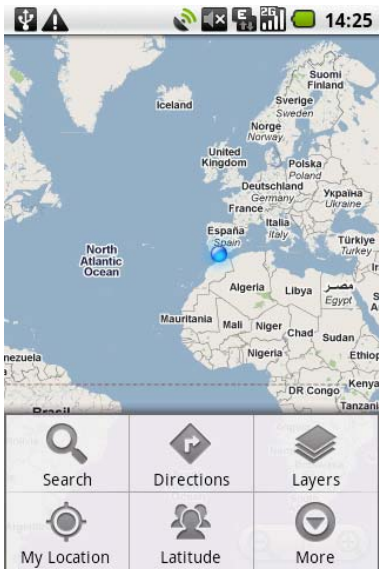 2G 14:25
Suomi
Finland
Iceland
Sverige
Sweden
Norge
Norway
United
Kingdom
Polska
Poland
Deutschland
Germany
Україна
Ukraine
France
Italia
Italy
España
Spain
Türkiye
Turkey
North
Atlantic
Ocean
Algeria
Libya
مصر
Egypt
Mauritania
Mali
Niger
Chad
Sudan
Nigeria
Ethiop
nezuela
DR Congo
Kenya
Tanzani
Brasil
Search
Directions
Layers
My Location
Latitude
More